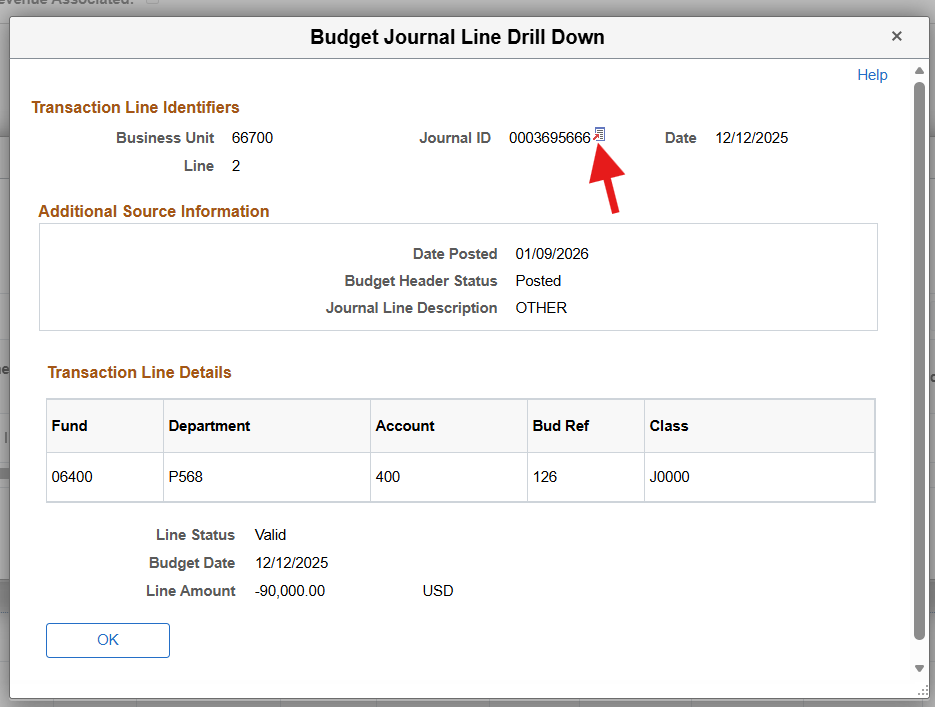 evenue Associated:
Budget Journal Line Drill Down
Help
Transaction Line Identifiers
Business Unit 66700 Journal ID 0003695666 Date 12/12/2025
Line 2
Additional Source Information
Date Posted 01/09/2026
Budget Header Status Posted
Journal Line Description OTHER
Transaction Line Details
Fund Department Account Bud Ref Class
06400 P568 400 126 J0000
Line Status Valid
Budget Date 12/12/2025
Line Amount -90,000.00 USD
OK